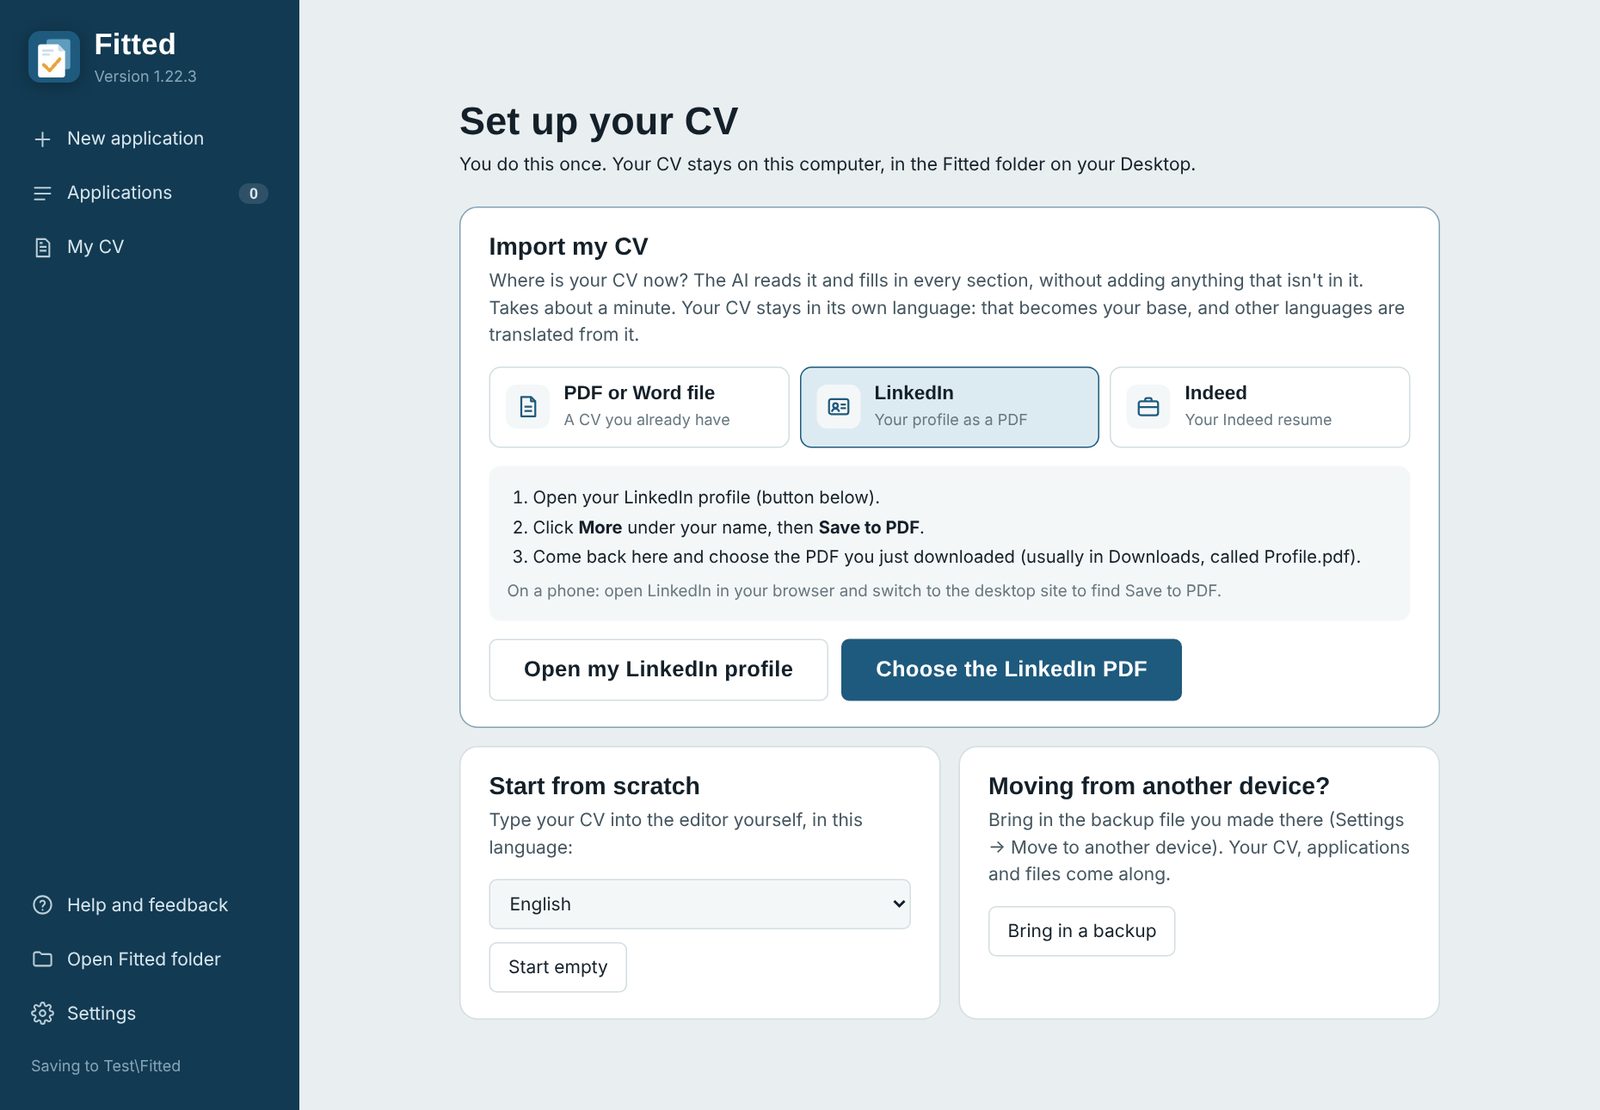 Fitted
Version 1.22.3
New application
Applications 0
My CV
Help and feedback
Open Fitted folder
Settings
Saving to Test\Fitted
Set up your CV
You do this once. Your CV stays on this computer, in the Fitted folder on your Desktop.
Import my CV
Where is your CV now? The AI reads it and fills in every section, without adding anything that isn't in it.
Takes about a minute. Your CV stays in its own language: that becomes your base, and other languages are
translated from it.
PDF or Word file
A CV you already have
LinkedIn
Your profile as a PDF
Indeed
Your Indeed resume
1. Open your LinkedIn profile (button below).
2. Click More under your name, then Save to PDF.
3. Come back here and choose the PDF you just downloaded (usually in Downloads, called Profile.pdf).
On a phone: open LinkedIn in your browser and switch to the desktop site to find Save to PDF.
Open my LinkedIn profile
Choose the LinkedIn PDF
Start from scratch
Type your CV into the editor yourself, in this
language:
English
Start empty
Moving from another device?
Bring in the backup file you made there (Settings
→ Move to another device). Your CV, applications
and files come along.
Bring in a backup